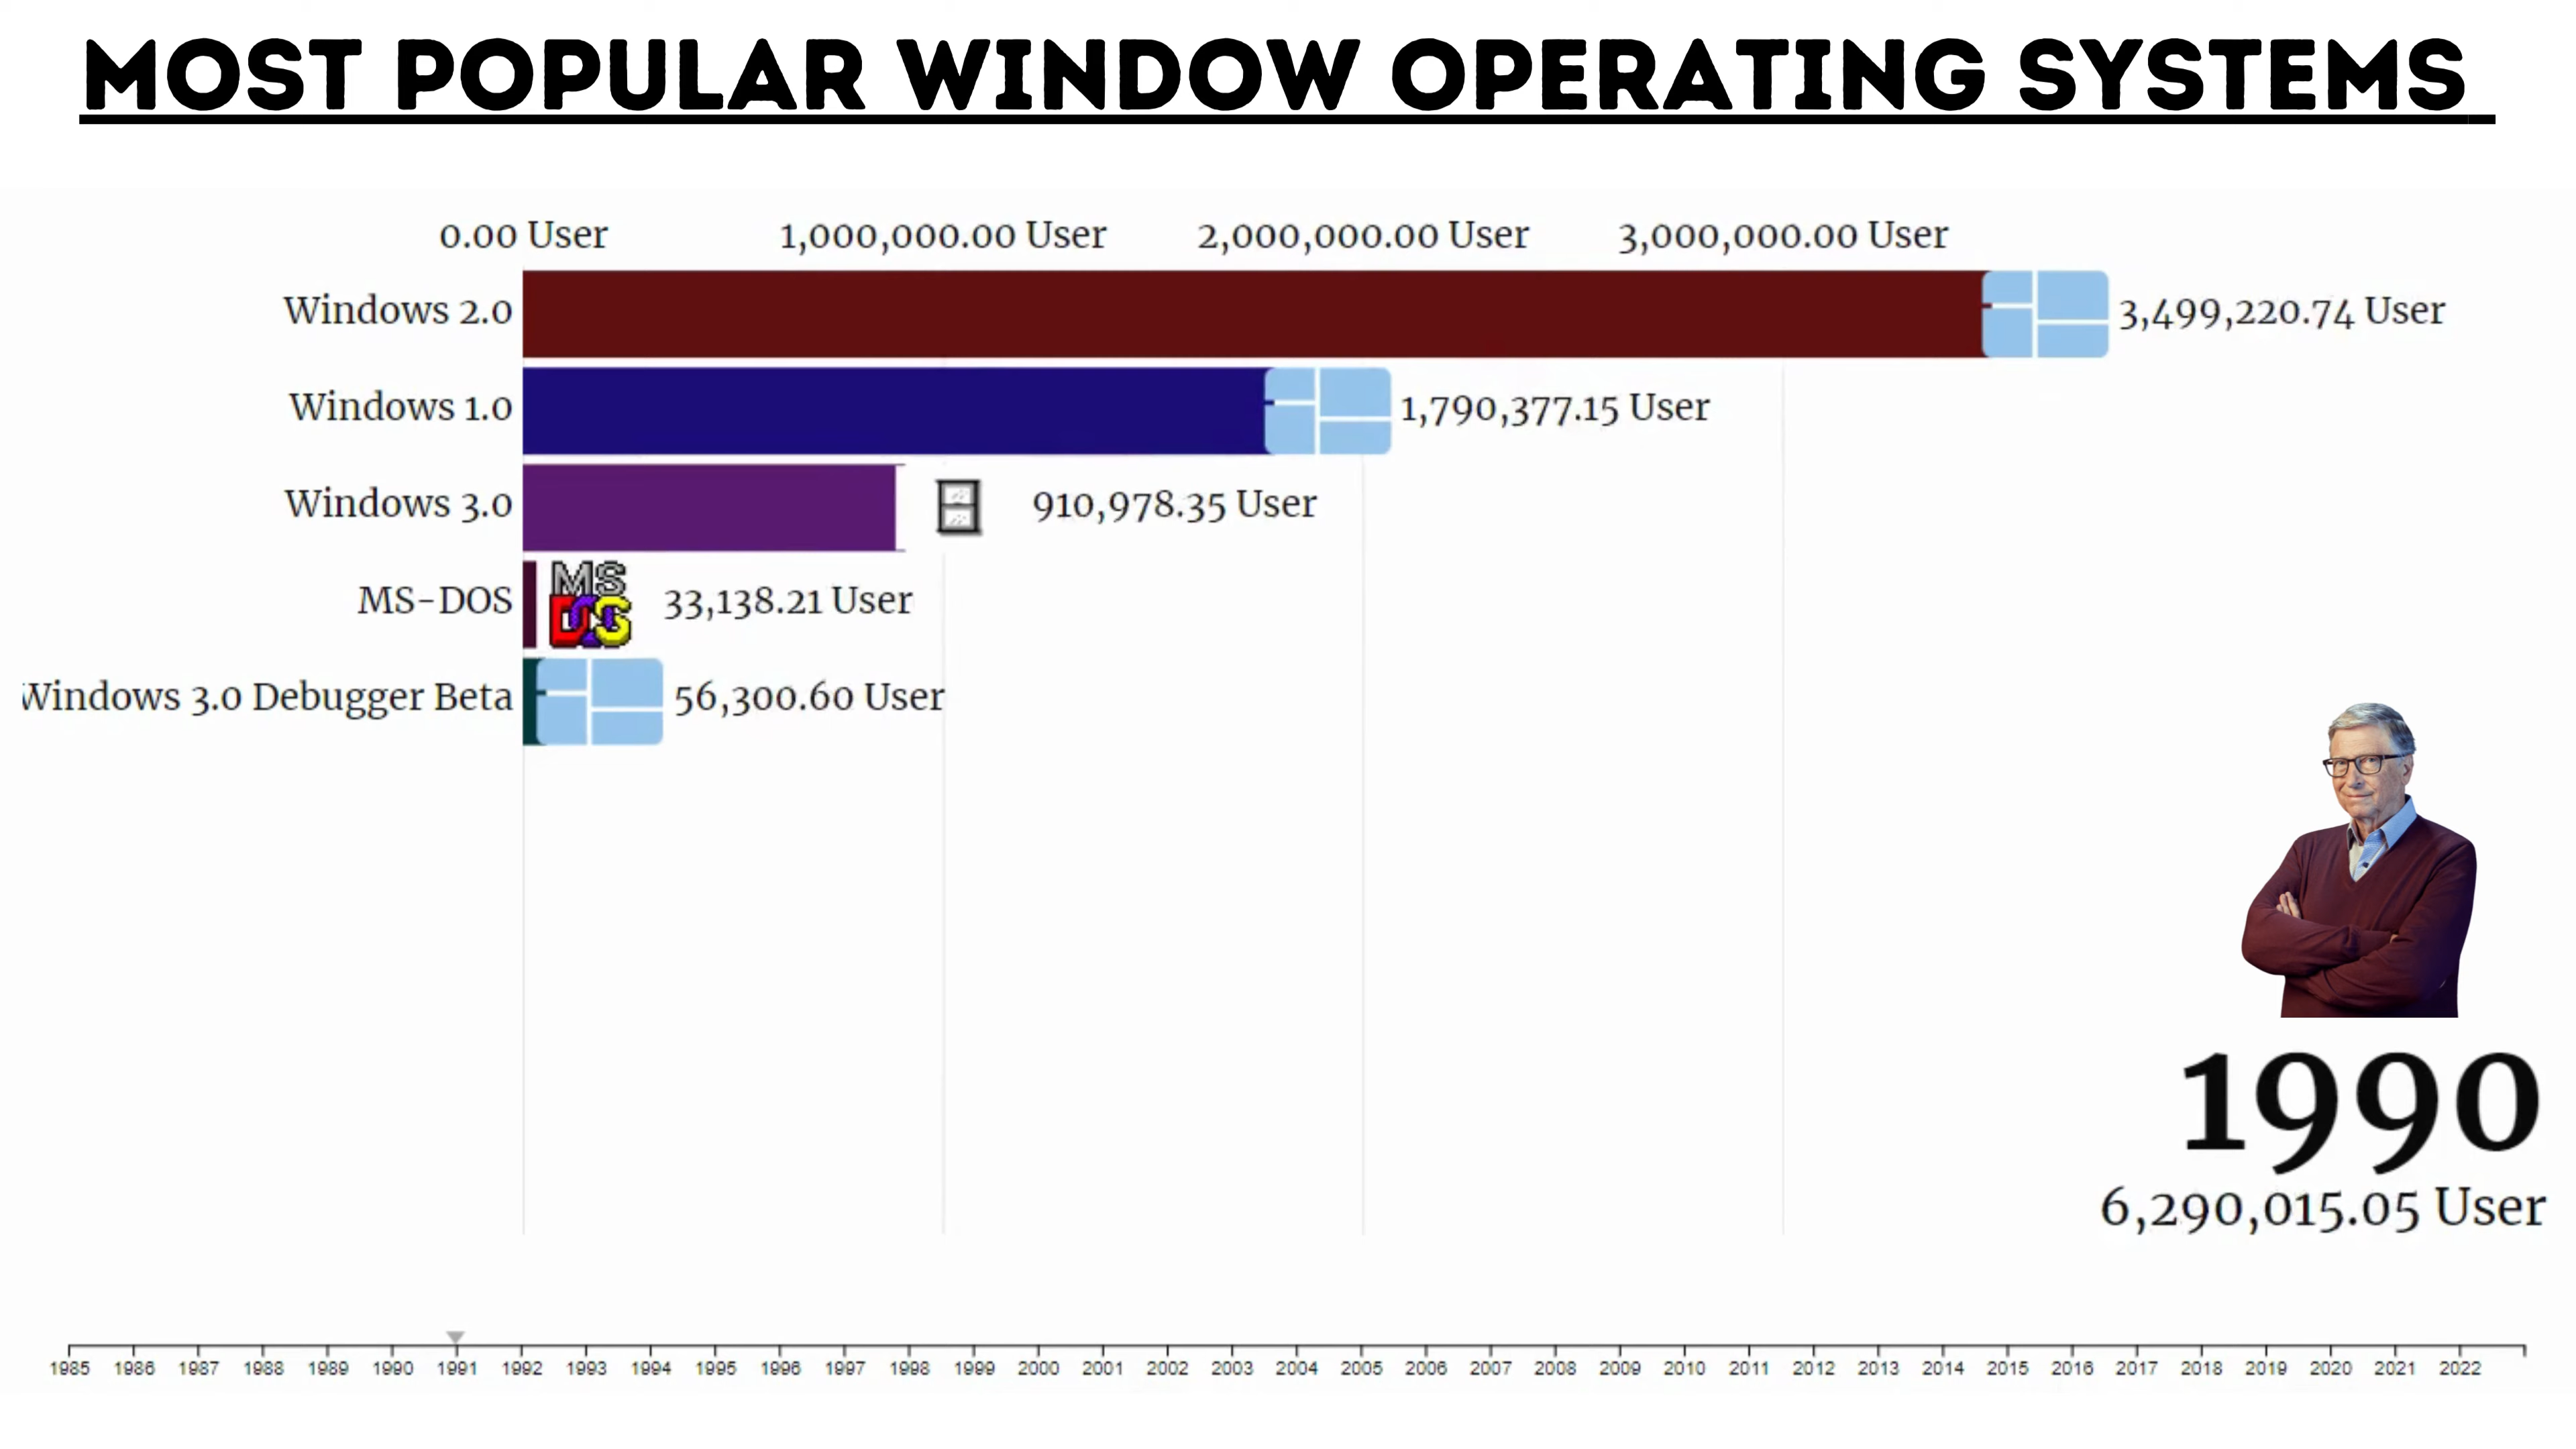 MOST POPULAR WINDOW OPERATING SYSTEMS
0.00 User 1,000,000.00 User 2,000,000.00 User 3,000,000.00 User
Windows 2.0 3,499,220.74 User
Windows 1.0 1,790,377.15 User
Windows 3.0 910,978.35 User
MS-DOS MS DOS 33,138.21 User
Windows 3.0 Debugger Beta 56,300.60 User
1990
6,290,015.05 User
1985 1986 1987 1988 1989 1990 1991 1992 1993 1994 1995 1996 1997 1998 1999 2000 2001 2002 2003 2004 2005 2006 2007 2008 2009 2010 2011 2012 2013 2014 2015 2016 2017 2018 2019 2020 2021 2022